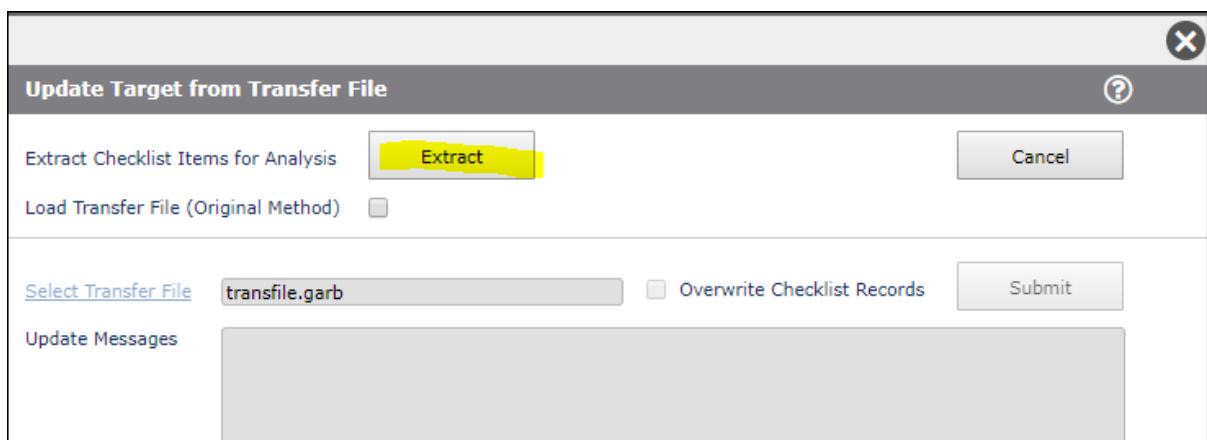 Update Target from Transfer File
Extract Checklist Items for Analysis Extract Cancel
Load Transfer File (Original Method)
Select Transfer File transfile.garb Overwrite Checklist Records Submit
Update Messages